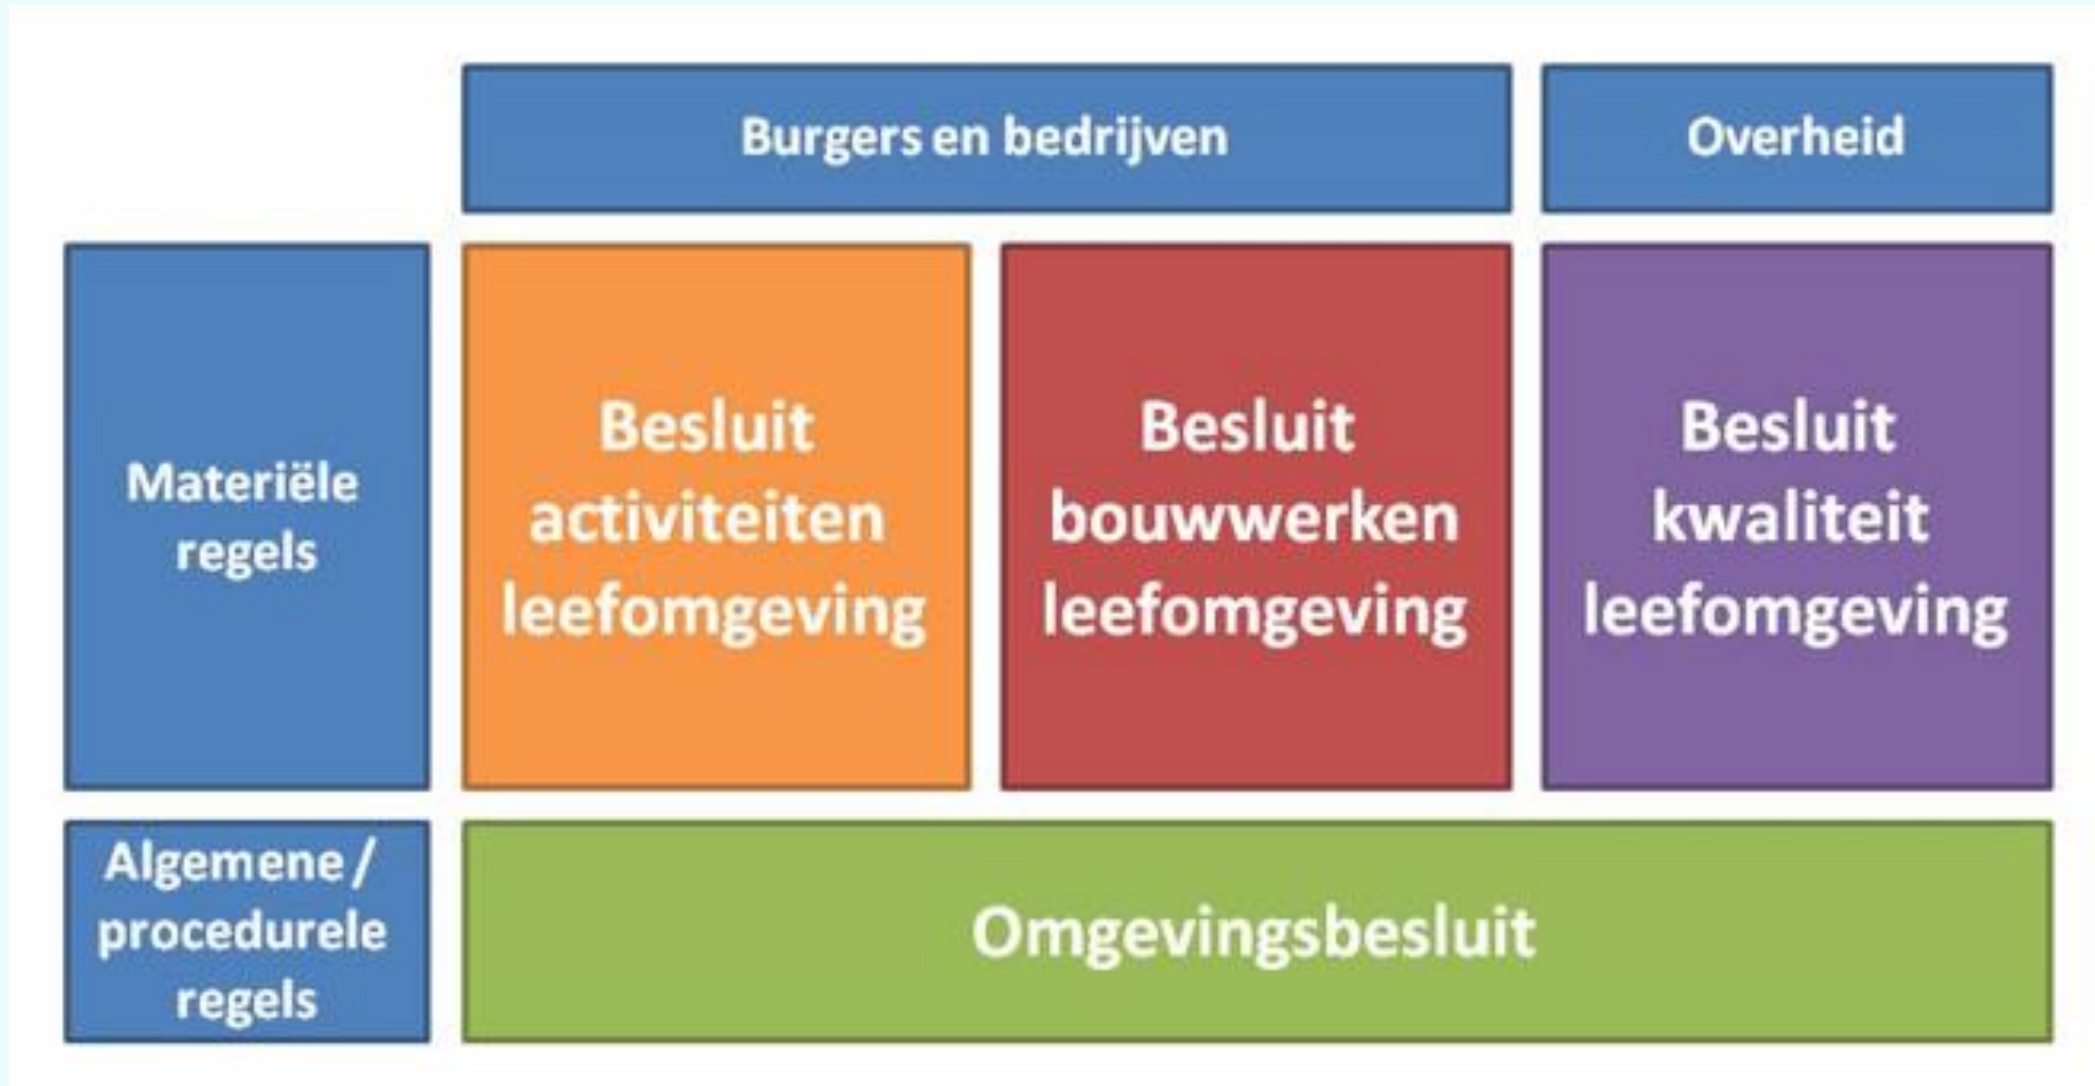 Burgers en bedrijven
Overheid
Materiële
regels
Besluit
activiteiten
leefomgeving
Besluit
bouwwerken
leefomgeving
Besluit
kwaliteit
leefomgeving
Algemene /
procedurele
regels
Omgevingsbesluit